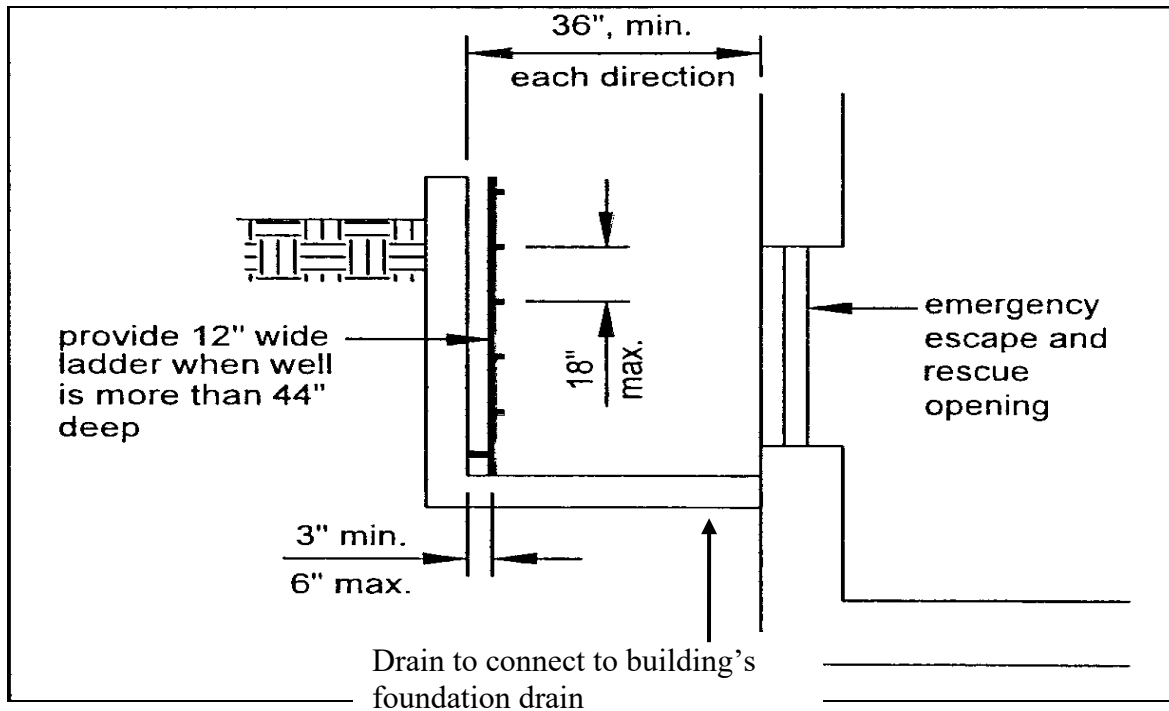 36", min.
each direction
provide 12" wide
ladder when well
is more than 44"
deep
18"
max.
emergency
escape and
rescue
opening
3" min.
6" max.
Drain to connect to building’s
foundation drain